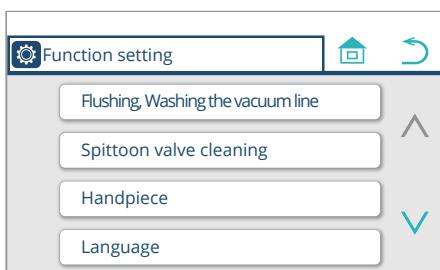 Function setting
Flushing, Washing the vacuum line
Spittoon valve cleaning
Handpiece
Language